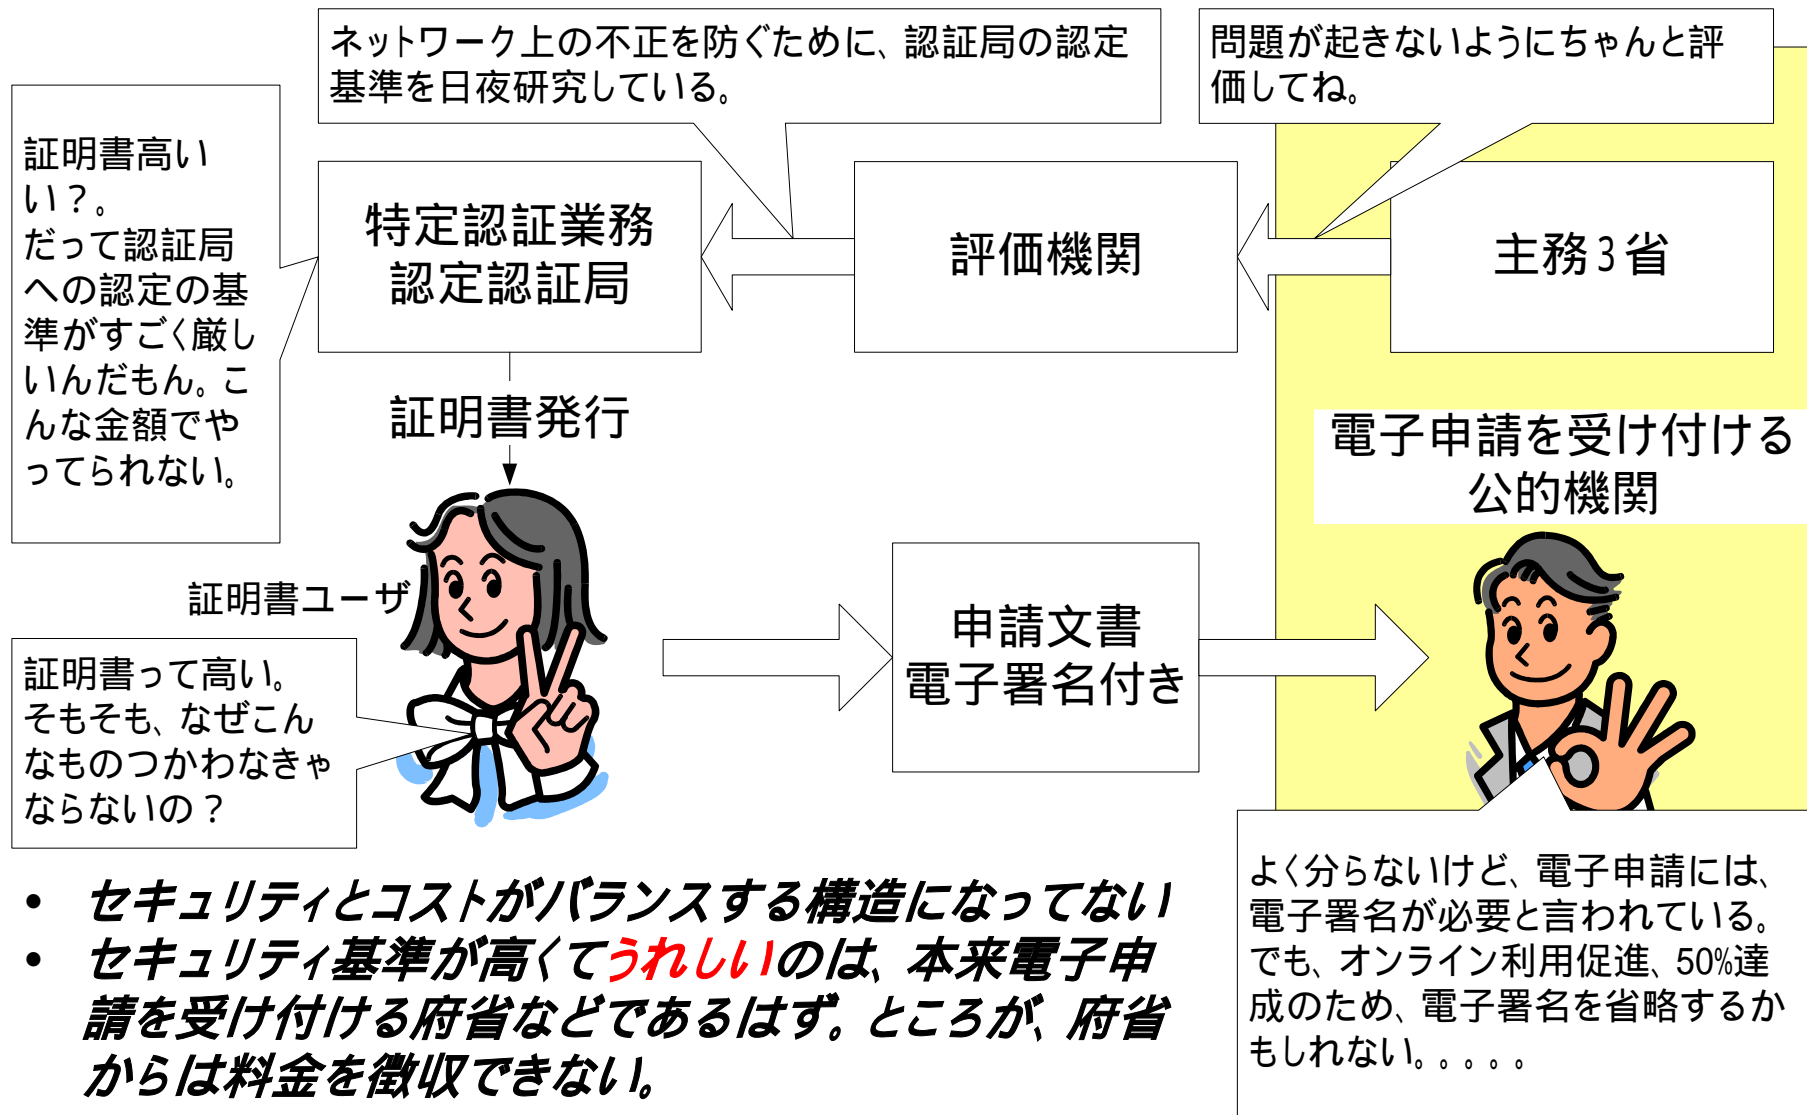 ネットワーク上の不正を防ぐために、認証局の認定
基準を日夜研究している。
問題が起きないようにちゃんと評
価してね。
証明書高い
い？。
だって認証局
への認定の基
準がすごく厳し
いんだもん。こ
んな金額でや
ってられない。
特定認証業務
認定認証局
評価機関
主務3省
証明書発行
電子申請を受け付ける
公的機関
証明書ユーザ
証明書って高い。
そもそも、なぜこん
なものつかわなきゃ
ならないの？
申請文書
電子署名付き
よく分らないけど、電子申請には、
電子署名が必要と言われている。
でも、オンライン利用促進、50%達
成のため、電子署名を省略するか
もしれない。。。。。
• セキュリティとコストがバランスする構造になってない
• セキュリティ基準が高くてうれしいのは、本来電子申
請を受け付ける府省などであるはず。ところが、府省
からは料金を徴収できない。